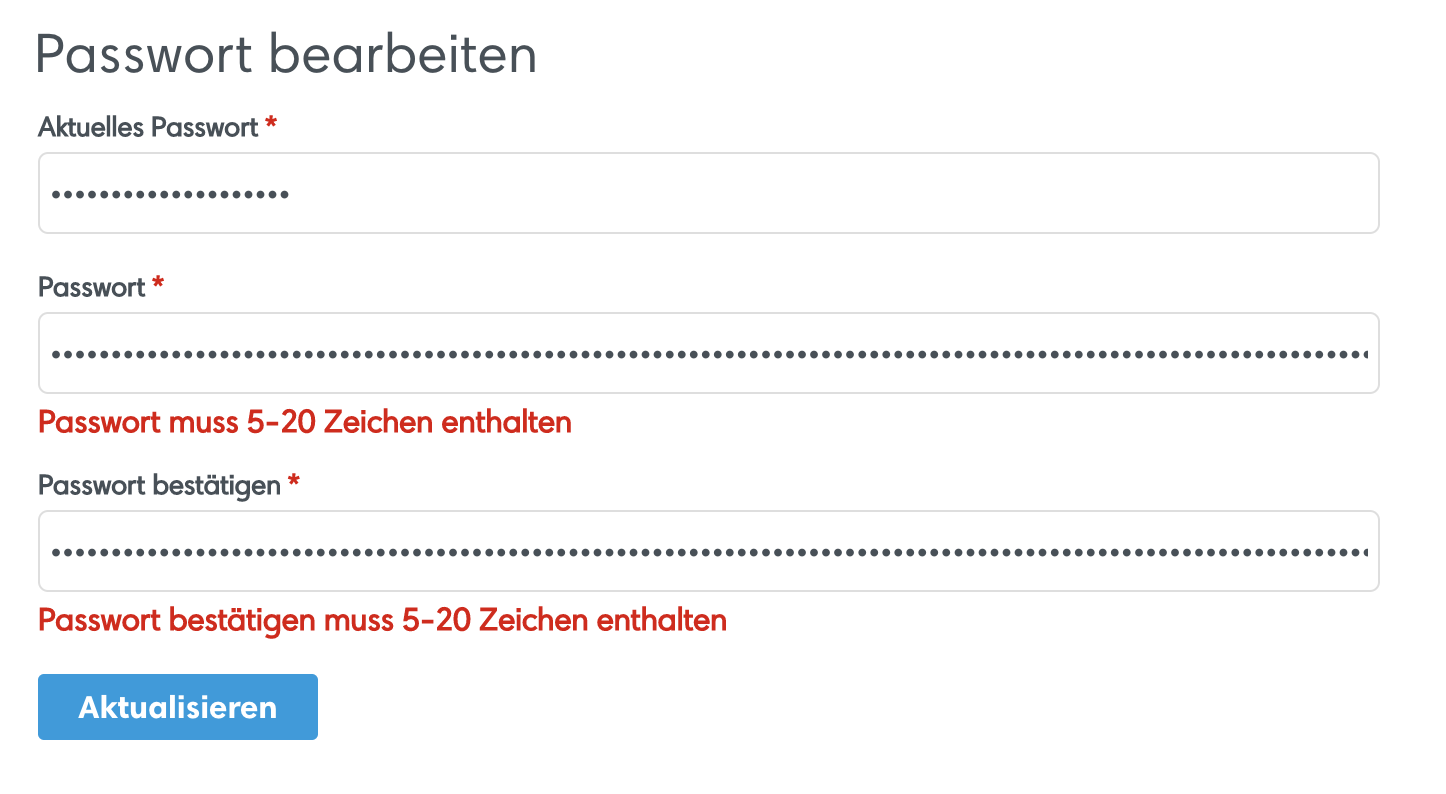 Passwort bearbeiten
Aktuelles Passwort *
••••••••••••••••••••
Passwort *
Passwort muss 5-20 Zeichen enthalten
Passwort bestätigen *
Passwort bestätigen muss 5-20 Zeichen enthalten
Aktualisieren